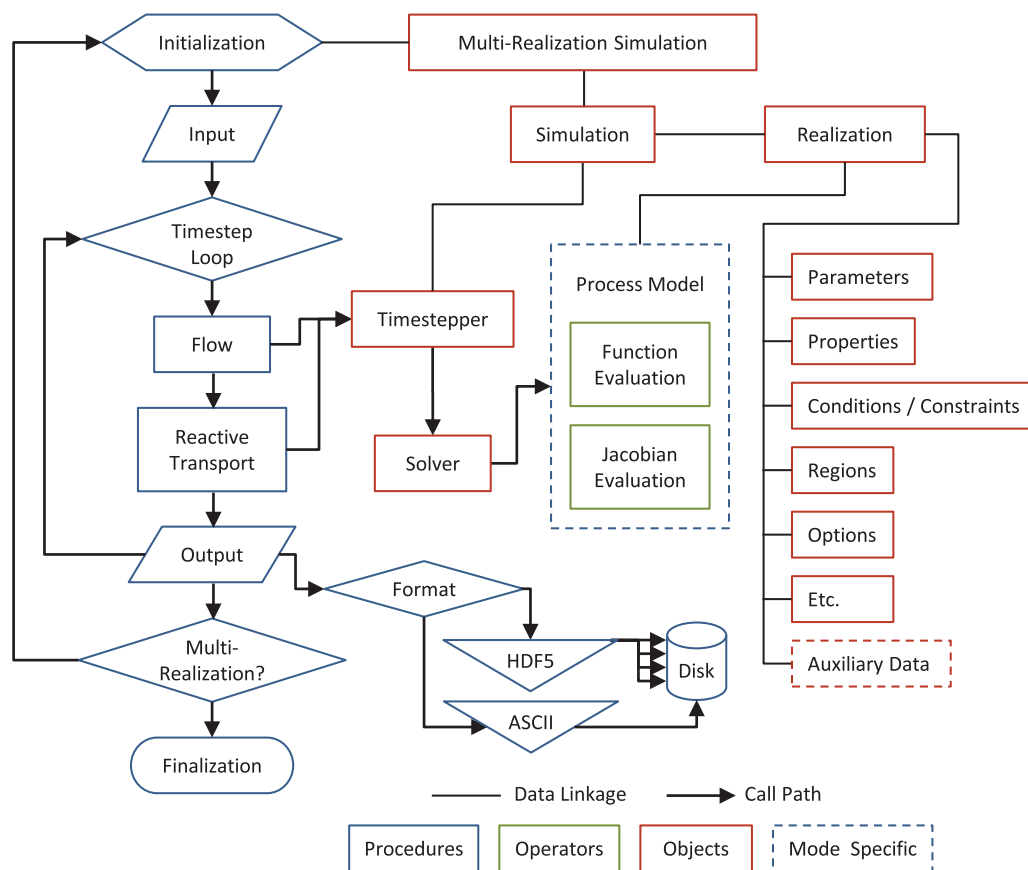 Initialization
Multi-Realization Simulation
Input
Simulation
Realization
Timestep
Loop
Process Model
Parameters
Flow
Timestepper
Function
Evaluation
Properties
Conditions / Constraints
Reactive
Transport
Solver
Jacobian
Evaluation
Regions
Options
Output
Format
Etc.
Multi-
Realization?
HDF5
Disk
Auxiliary Data
ASCII
Finalization
Data Linkage
Call Path
Procedures
Operators
Objects
Mode Specific